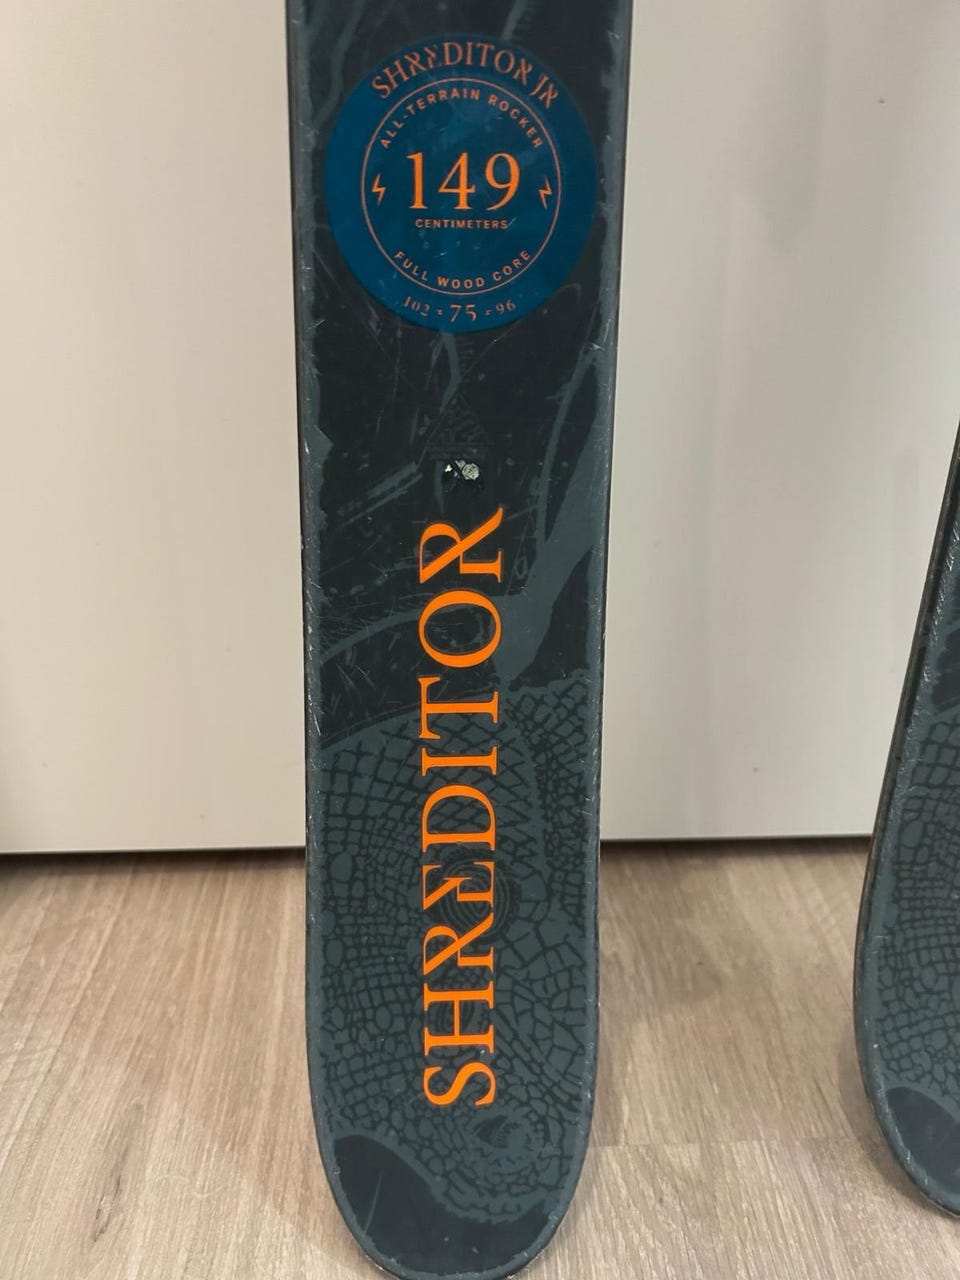 SHREDITOR JR
ALL-TERRAIN ROCKER
149
CENTIMETERS
FULL WOOD CORE
102 - 75 - 96
SHREDITOR